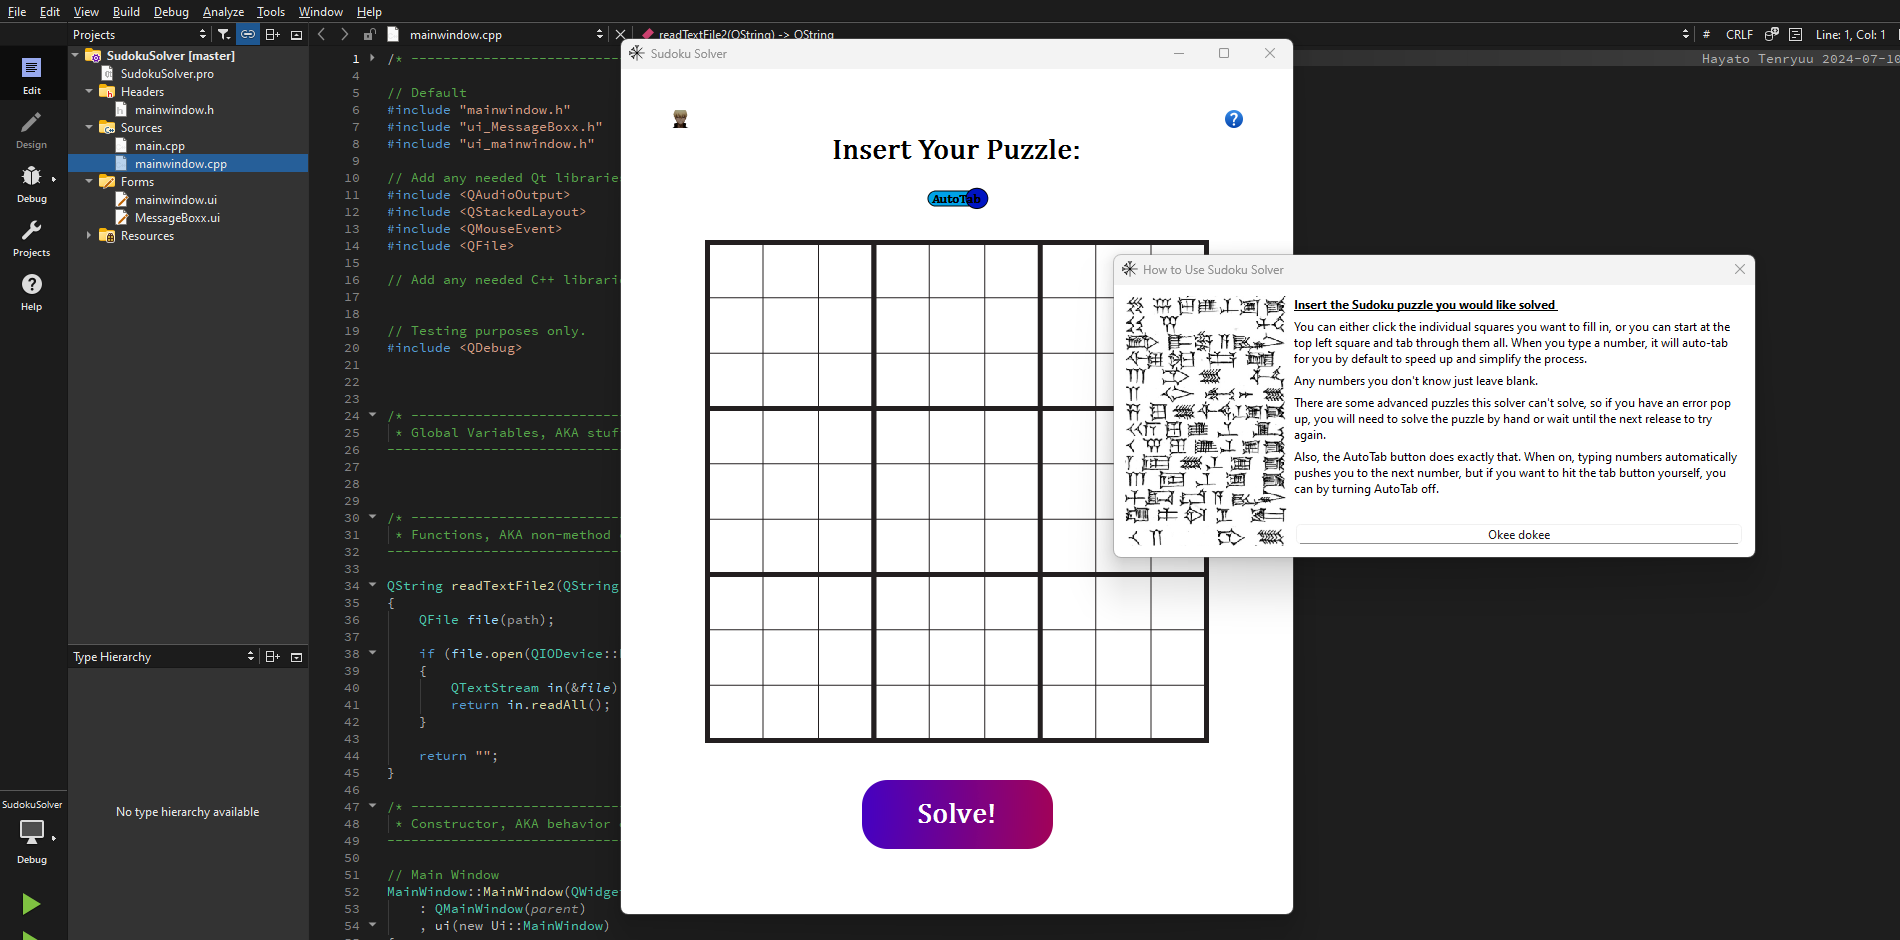 File Edit View Build Debug Analyze Tools Window Help
Projects
mainwindow.cpp
readTextFile2(QString) -> QString
# CRLF Line: 1, Col: 1
Edit
Design
Debug
Projects
Help
SudokuSolver
Debug
SudokuSolver [master]
SudokuSolver.pro
Headers
mainwindow.h
Sources
main.cpp
mainwindow.cpp
Forms
mainwindow.ui
MessageBoxx.ui
Resources
Type Hierarchy
No type hierarchy available
Hayato Tenryuu 2024-07-10
1 /* --------------------------
4
5 // Default
6 #include "mainwindow.h"
7 #include "ui_MessageBoxx.h"
8 #include "ui_mainwindow.h"
9
10 // Add any needed Qt librarie
11 #include <QAudioOutput>
12 #include <QStackedLayout>
13 #include <QMouseEvent>
14 #include <QFile>
15
16 // Add any needed C++ librari
17
18
19 // Testing purposes only.
20 #include <QDebug>
21
22
23
24 /* --------------------------
25 * Global Variables, AKA stuf
26 -----------------------------
27
28
29
30 /* --------------------------
31 * Functions, AKA non-method
32 -----------------------------
33
34 QString readTextFile2(QString
35 {
36 QFile file(path);
37
38 if (file.open(QIODevice::
39 {
40 QTextStream in(&file)
41 return in.readAll();
42 }
43
44 return "";
45 }
46
47 /* --------------------------
48 * Constructor, AKA behavior
49 -----------------------------
50
51 // Main Window
52 MainWindow::MainWindow(QWidge
53 : QMainWindow(parent)
54 , ui(new Ui::MainWindow)
Sudoku Solver
?
Insert Your Puzzle:
AutoTab
Solve!
How to Use Sudoku Solver
Insert the Sudoku puzzle you would like solved
You can either click the individual squares you want to fill in, or you can start at the
top left square and tab through them all. When you type a number, it will auto-tab
for you by default to speed up and simplify the process.
Any numbers you don't know just leave blank.
There are some advanced puzzles this solver can't solve, so if you have an error pop
up, you will need to solve the puzzle by hand or wait until the next release to try
again.
Also, the AutoTab button does exactly that. When on, typing numbers automatically
pushes you to the next number, but if you want to hit the tab button yourself, you
can by turning AutoTab off.
Okee dokee